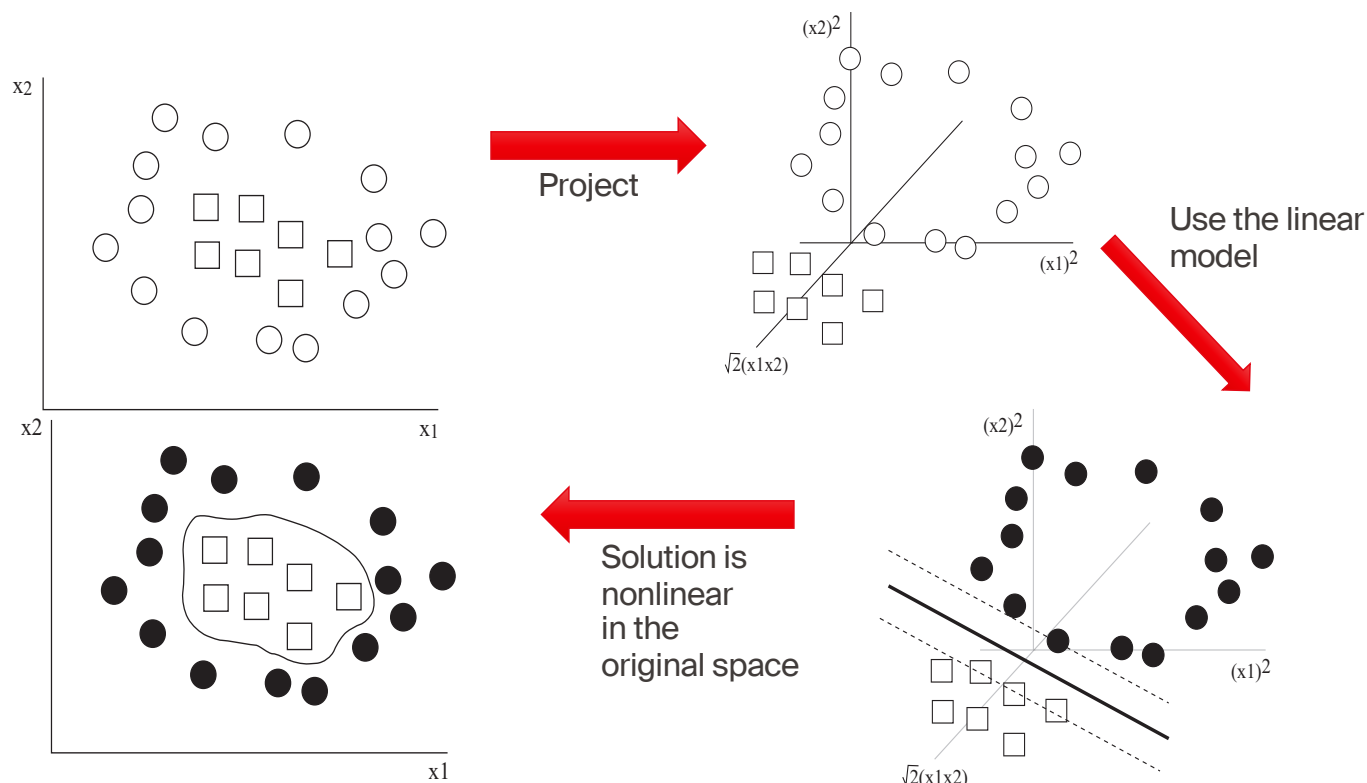 x2
x1
Project
(x2)2
(x1)2
√2(x1x2)
Use the linear
model
(x2)2
(x1)2
√2(x1x2)
Solution is
nonlinear
in the
original space
x2
x1